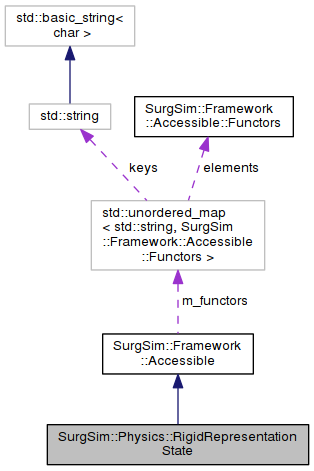 std::basic_string<
char >
std::string
SurgSim::Framework
::Accessible::Functors
keys
elements
std::unordered_map
< std::string, SurgSim
::Framework::Accessible
::Functors >
m_functors
SurgSim::Framework
::Accessible
SurgSim::Physics::RigidRepresentation
State